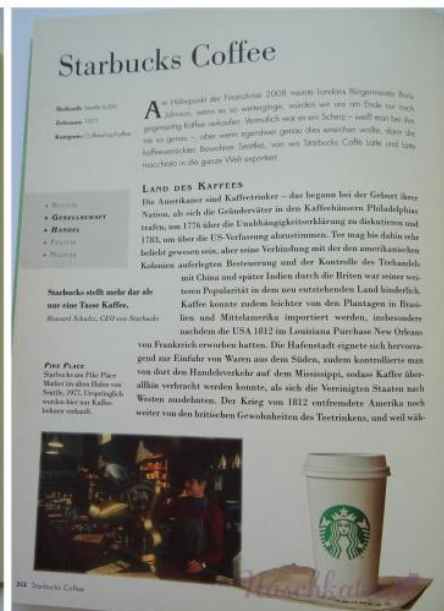 Starbucks Coffee
Herkunft: Seattle (USA)
Zeitraum: 1971
Kategorie: Coffeeshopkaffee
Am Höhepunkt der Finanzkrise 2008 meinte Londons Bürgermeister Boris
Johnson, wenn es so weiterginge, würden wir uns am Ende nur noch
gegenseitig Kaffee verkaufen. Vermutlich war es ein Scherz – weiß man bei ihm
nie so genau –, aber wenn irgendwer genau dies erreichen wollte, dann die
kaffeeverrückten Bewohner Seattles, von wo Starbucks Caffè Latte und Latte
macchiato in die ganze Welt exportiert.
LAND DES KAFFEES
Die Amerikaner sind Kaffeetrinker – das begann bei der Geburt ihrer
Nation, als sich die Gründerväter in den Kaffeehäusern Philadelphias
trafen, um 1776 über die Unabhängigkeitserklärung zu diskutieren und
1783, um über die US-Verfassung abzustimmen. Tee mag bis dahin sehr
beliebt gewesen sein, aber seine Verbindung mit der den amerikanischen
Kolonien auferlegten Besteuerung und der Kontrolle des Teehandels
mit China und später Indien durch die Briten war seiner wei-
teren Popularität in dem neu entstehenden Land hinderlich.
Kaffee konnte zudem leichter von den Plantagen in Brasi-
lien und Mittelamerika importiert werden, insbesondere
nachdem die USA 1812 im Louisiana Purchase New Orleans
von Frankreich erworben hatten. Die Hafenstadt eignete sich hervorra-
gend zur Einfuhr von Waren aus dem Süden, zudem kontrollierte man
von dort den Handelsverkehr auf dem Mississippi, sodass Kaffee über-
allhin verbracht werden konnte, als sich die Vereinigten Staaten nach
Westen ausdehnten. Der Krieg von 1812 entfremdete Amerika noch
weiter von den britischen Gewohnheiten des Teetrinkens, und weil wäh-
• GESELLSCHAFT
• HANDEL
• POLITIK
• MILITÄR
Starbucks stellt mehr dar als
nur eine Tasse Kaffee.
Howard Schultz, CEO von Starbucks
PIKE PLACE
Starbucks am Pike Place
Market im alten Hafen von
Seattle, 1977. Ursprünglich
wurden hier nur Kaffee-
bohnen verkauft.
212 Starbucks Coffee